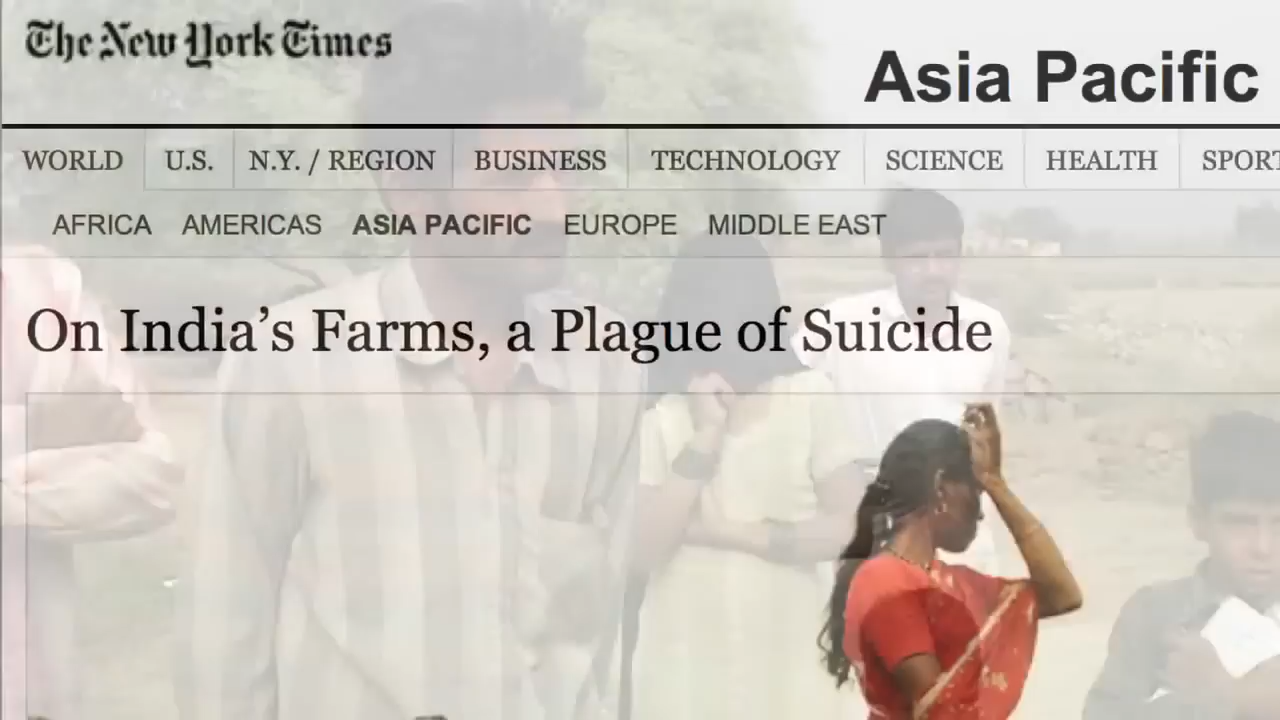 The New York Times
Asia Pacific
WORLD U.S. N.Y. / REGION BUSINESS TECHNOLOGY SCIENCE HEALTH SPORT
AFRICA AMERICAS ASIA PACIFIC EUROPE MIDDLE EAST
On India's Farms, a Plague of Suicide